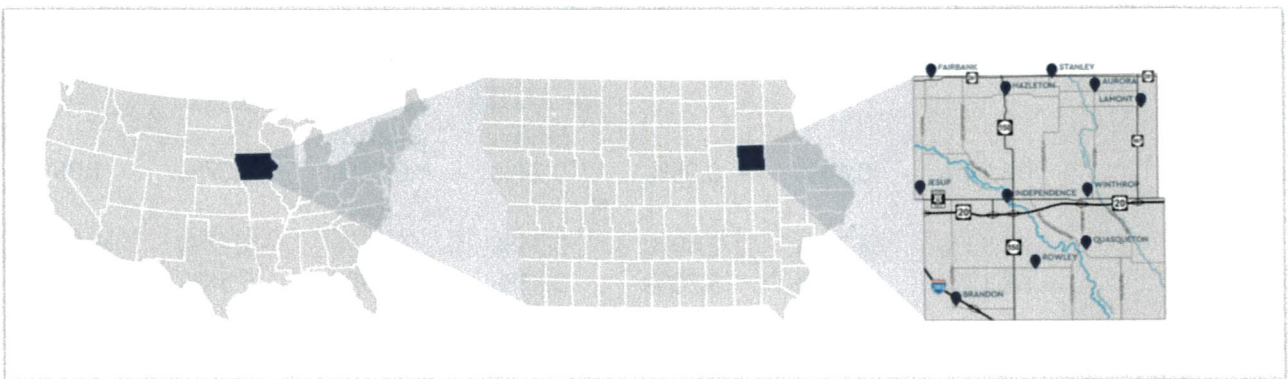 FAIRBANK
STANLEY
HAZLETON
AURORA
LAMONT
150
JESUP
INDEPENDENCE
WINTHROP
20
20
150
QUASQUETON
ROWLEY
BRANDON